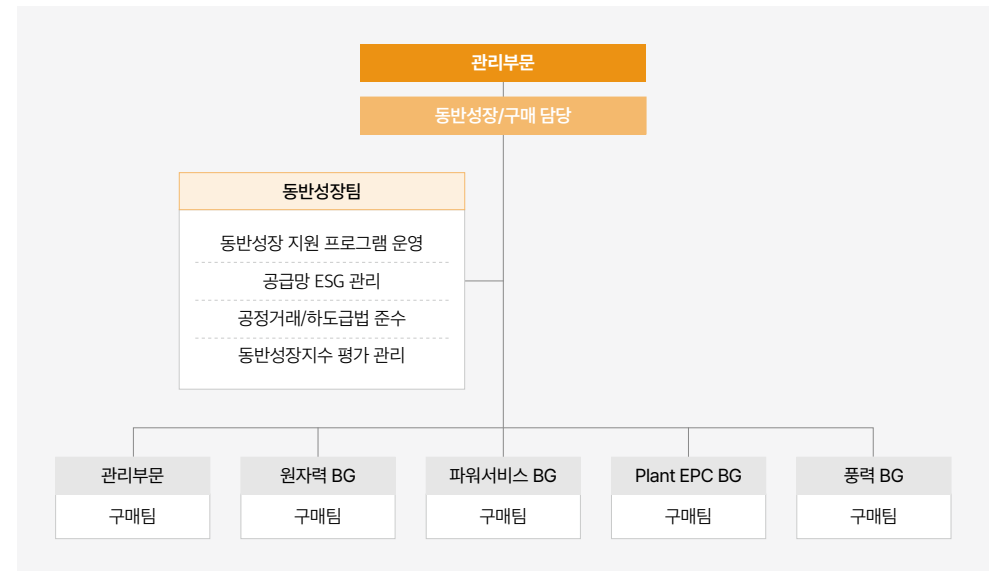 관리부문
동반성장/구매 담당
동반성장팀
동반성장 지원 프로그램 운영
공급망 ESG 관리
공정거래/하도급법 준수
동반성장지수 평가 관리
관리부문
구매팀
원자력 BG
구매팀
파워서비스 BG
구매팀
Plant EPC BG
구매팀
풍력 BG
구매팀